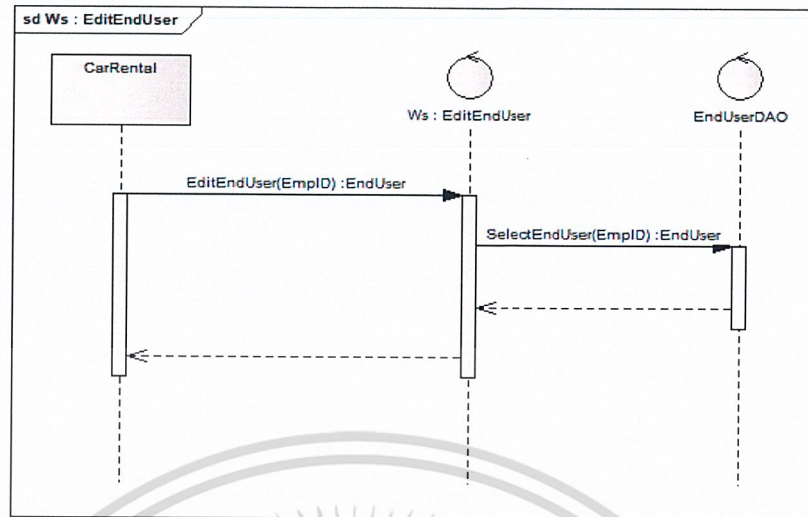 sd Ws : EditEndUser
CarRental
Ws : EditEndUser
EndUserDAO
EditEndUser(EmpID) :EndUser
SelectEndUser(EmpID) :EndUser